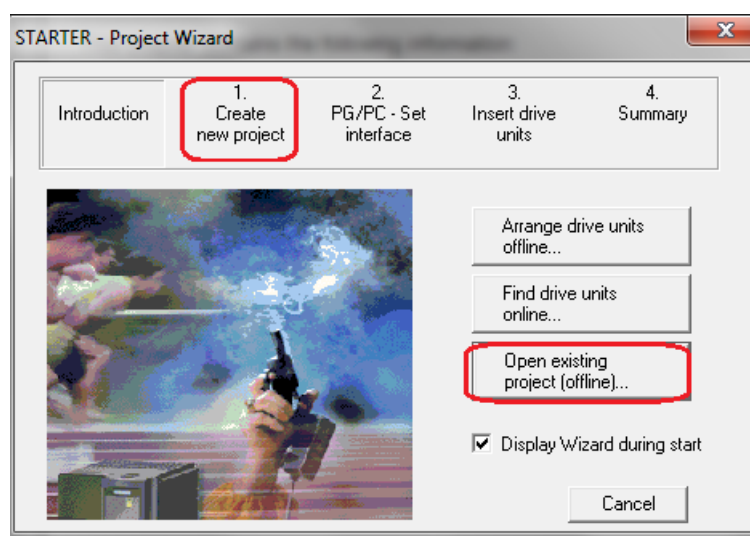 STARTER - Project Wizard
Introduction
1.
Create
new project
2.
PG/PC - Set
interface
3.
Insert drive
units
4.
Summary
Arrange drive units
offline...
Find drive units
online...
Open existing
project (offline)...
Display Wizard during start
Cancel